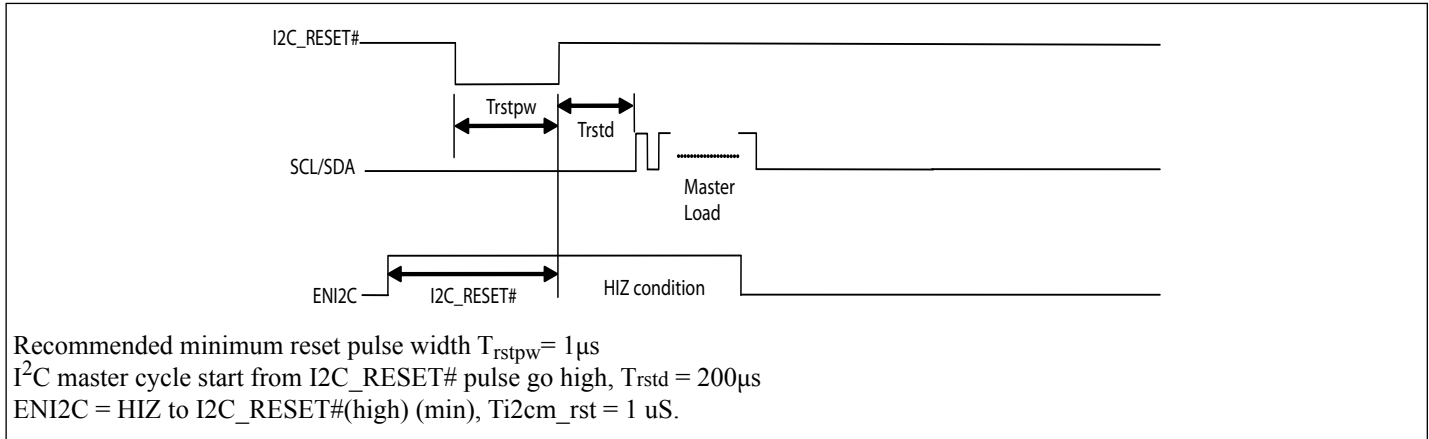 I2C_RESET#
Trstpw
Trstd
SCL/SDA
Master
Load
ENI2C
I2C_RESET#
HIZ condition
Recommended minimum reset pulse width Trstpw= 1μs
I2C master cycle start from I2C_RESET# pulse go high, Trstd = 200μs
ENI2C = HIZ to I2C_RESET#(high) (min), Ti2cm_rst = 1 uS.